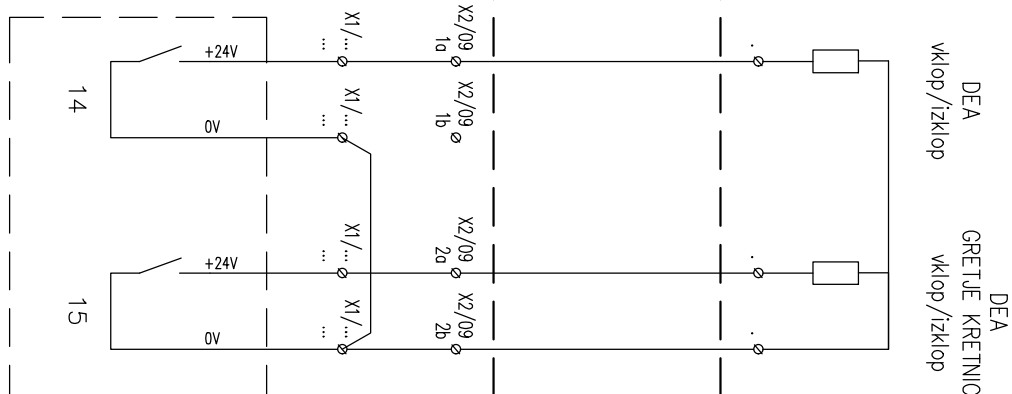 +24V
X1/...
...
X2/09
1a
.
DEA
vklop/izklop
14
0V
X1/...
...
X2/09
1b
+24V
X1/...
...
X2/09
2a
.
DEA
GRETJE KRETNIC
vklop/izklop
15
0V
X1/...
...
X2/09
2b
.